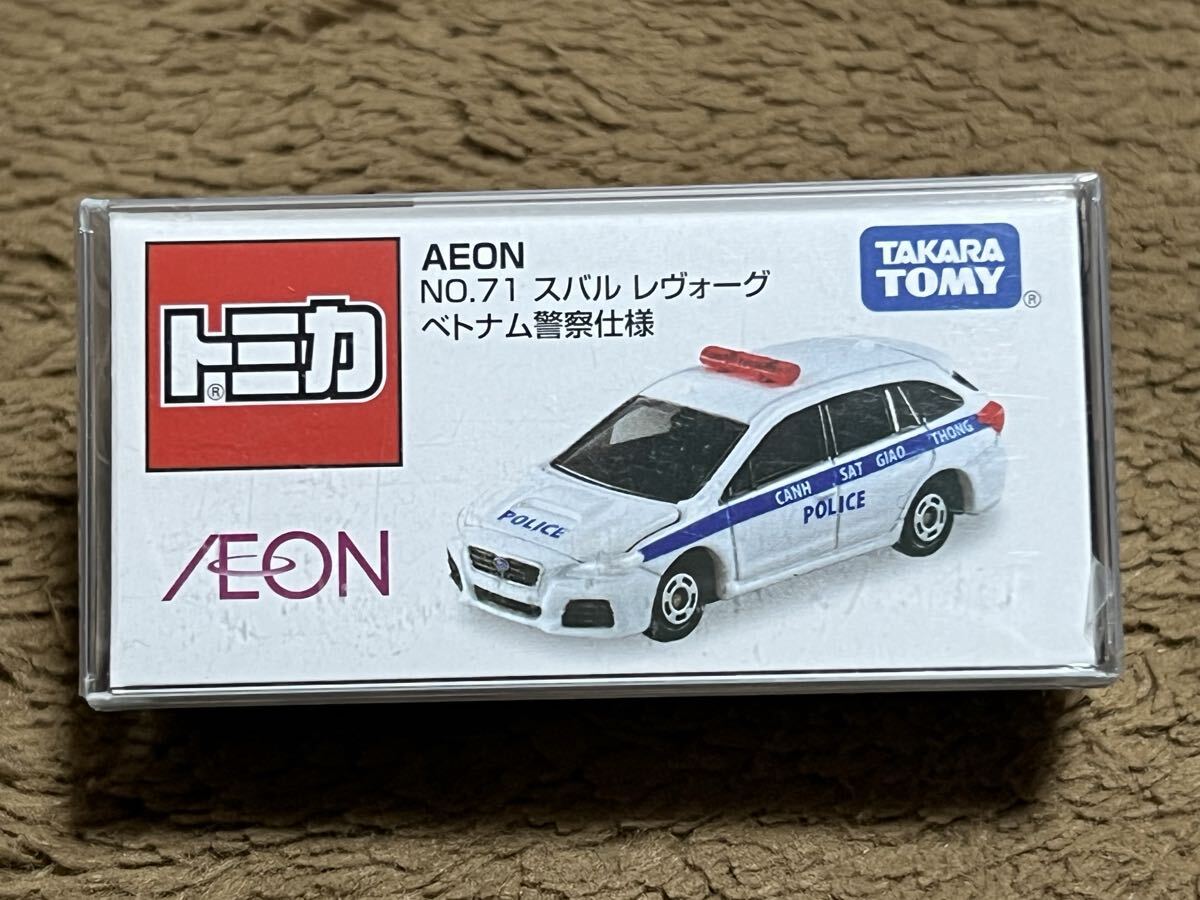 トミカ
®
AEON
NO.71 スバル レヴォーグ
ベトナム警察仕様
TAKARA
TOMY
®
AEON
POLICE
CANH SAT GIAO THONG
POLICE